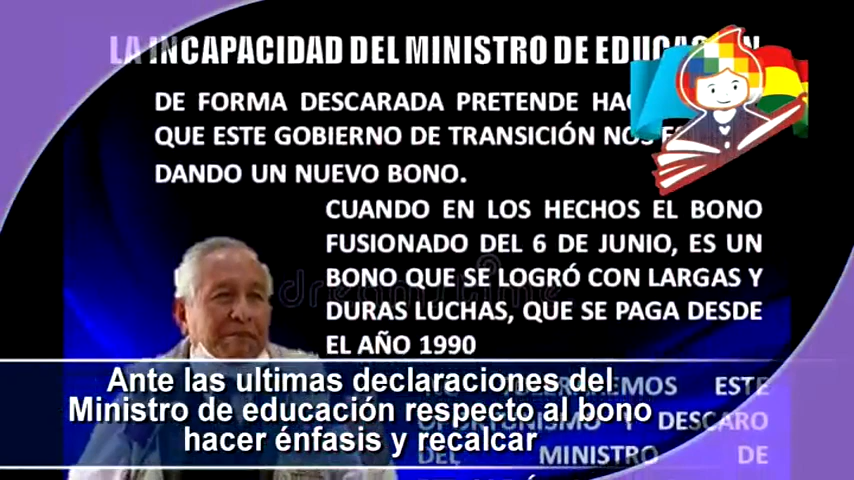 LA INCAPACIDAD DEL MINISTRO DE EDUCACIÓN
DE FORMA DESCARADA PRETENDE
QUE ESTE GOBIERNO DE TRANSICIÓN NOS
DANDO UN NUEVO BONO.
CUANDO EN LOS HECHOS EL BONO
FUSIONADO DEL 6 DE JUNIO, ES UN
BONO QUE SE LOGRÓ CON LARGAS Y
DURAS LUCHAS, QUE SE PAGA DESDE
EL AÑO 1990
ESTE
Y DESCARO
DEL MINISTRO DE
Ante las ultimas declaraciones del
Ministro de educación respecto al bono
hacer énfasis y recalcar
dreamstime